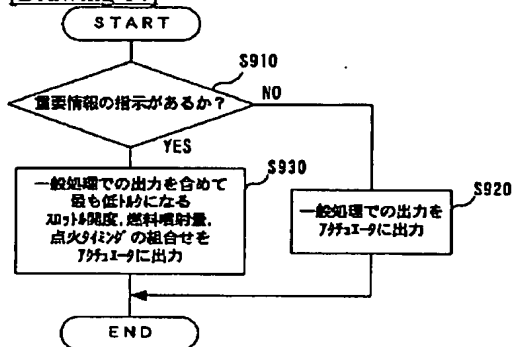 START
S910
重要情報の指示があるか?
NO
YES
S930
一般処理での出力を含めて
最も低トルクになる
スロットル開度,燃料噴射量,
点火タイミングの組合せを
アクチュエータに出力
S920
一般処理での出力を
アクチュエータに出力
END